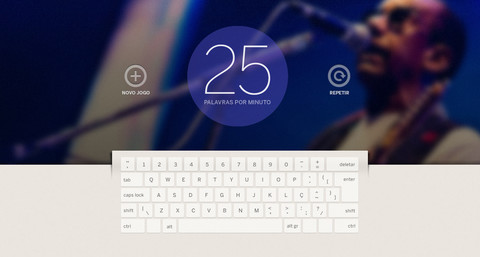 25
PALAVRAS POR MINUTO
NOVO JOGO
REPETIR
1 2 3 4 5 6 7 8 9 0 - + = deletar
tab Q W E R T Y U I O P enter
caps lock A S D F G H J K L Ç
shift \ Z X C V B N M < , > . : ; ? / shift
ctrl alt alt gr ctrl